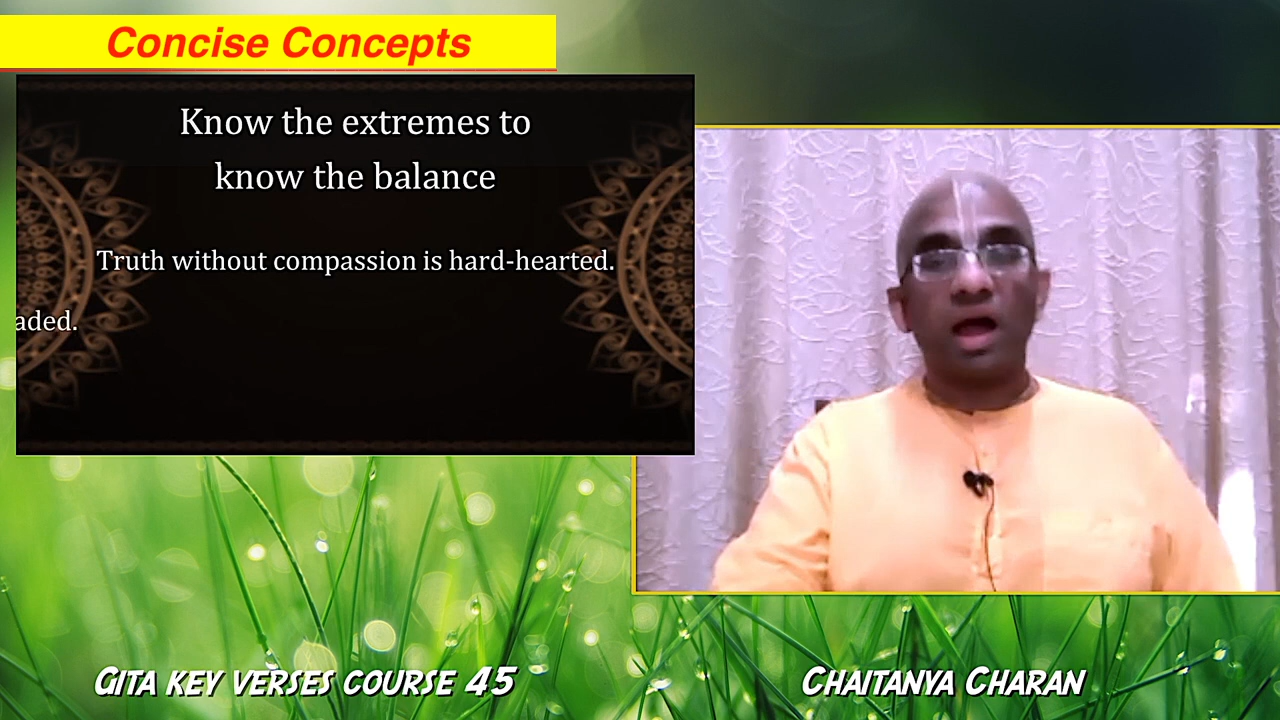 Concise Concepts
Know the extremes to
know the balance
Truth without compassion is hard-hearted.
aded.
GITA KEY VERSES COURSE 45
CHAITANYA CHARAN